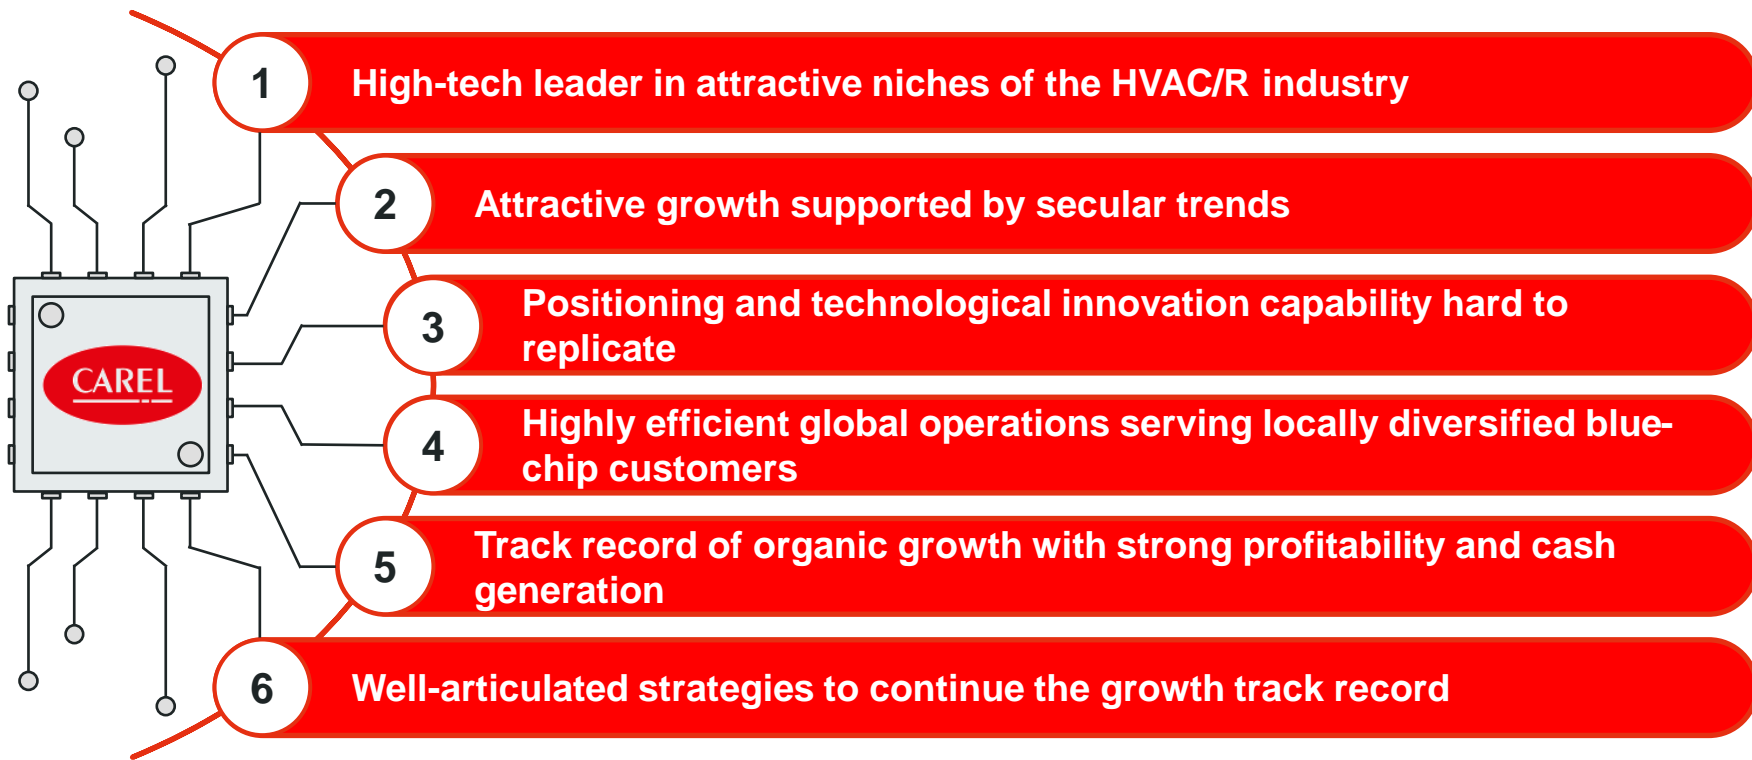 1
High-tech leader in attractive niches of the HVAC/R industry
2
Attractive growth supported by secular trends
3
Positioning and technological innovation capability hard to
replicate
CAREL
4
Highly efficient global operations serving locally diversified blue-
chip customers
5
Track record of organic growth with strong profitability and cash
generation
6
Well-articulated strategies to continue the growth track record